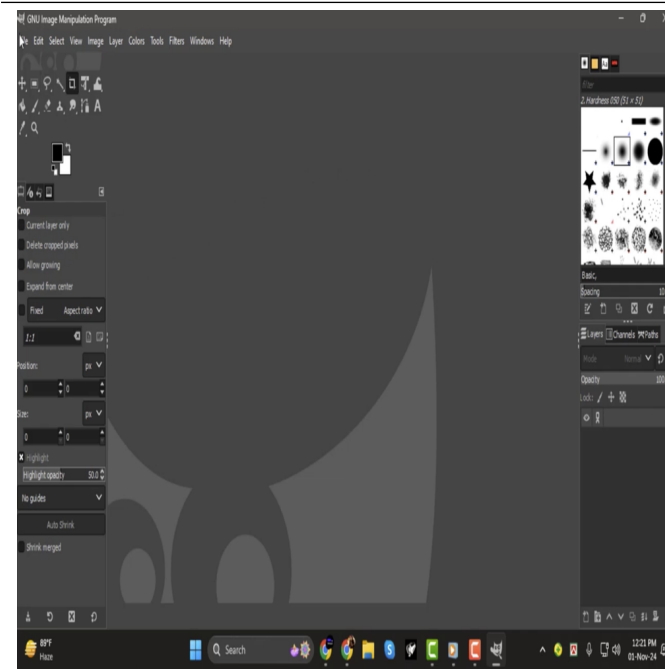 GNU Image Manipulation Program
File Edit Select View Image Layer Colors Tools Filters Windows Help
filter
2. Hardness 050 (51 × 51)
Crop
Current layer only
Delete cropped pixels
Allow growing
Expand from center
Fixed Aspect ratio
1:1
Position: px
0 0
Size: px
0 0
Highlight
Highlight opacity 50.0
No guides
Auto Shrink
Shrink merged
Basic,
Spacing 10
Layers Channels Paths
Mode Normal
Opacity 100
Lock:
89°F
Haze
Search
12:21 PM
01-Nov-24